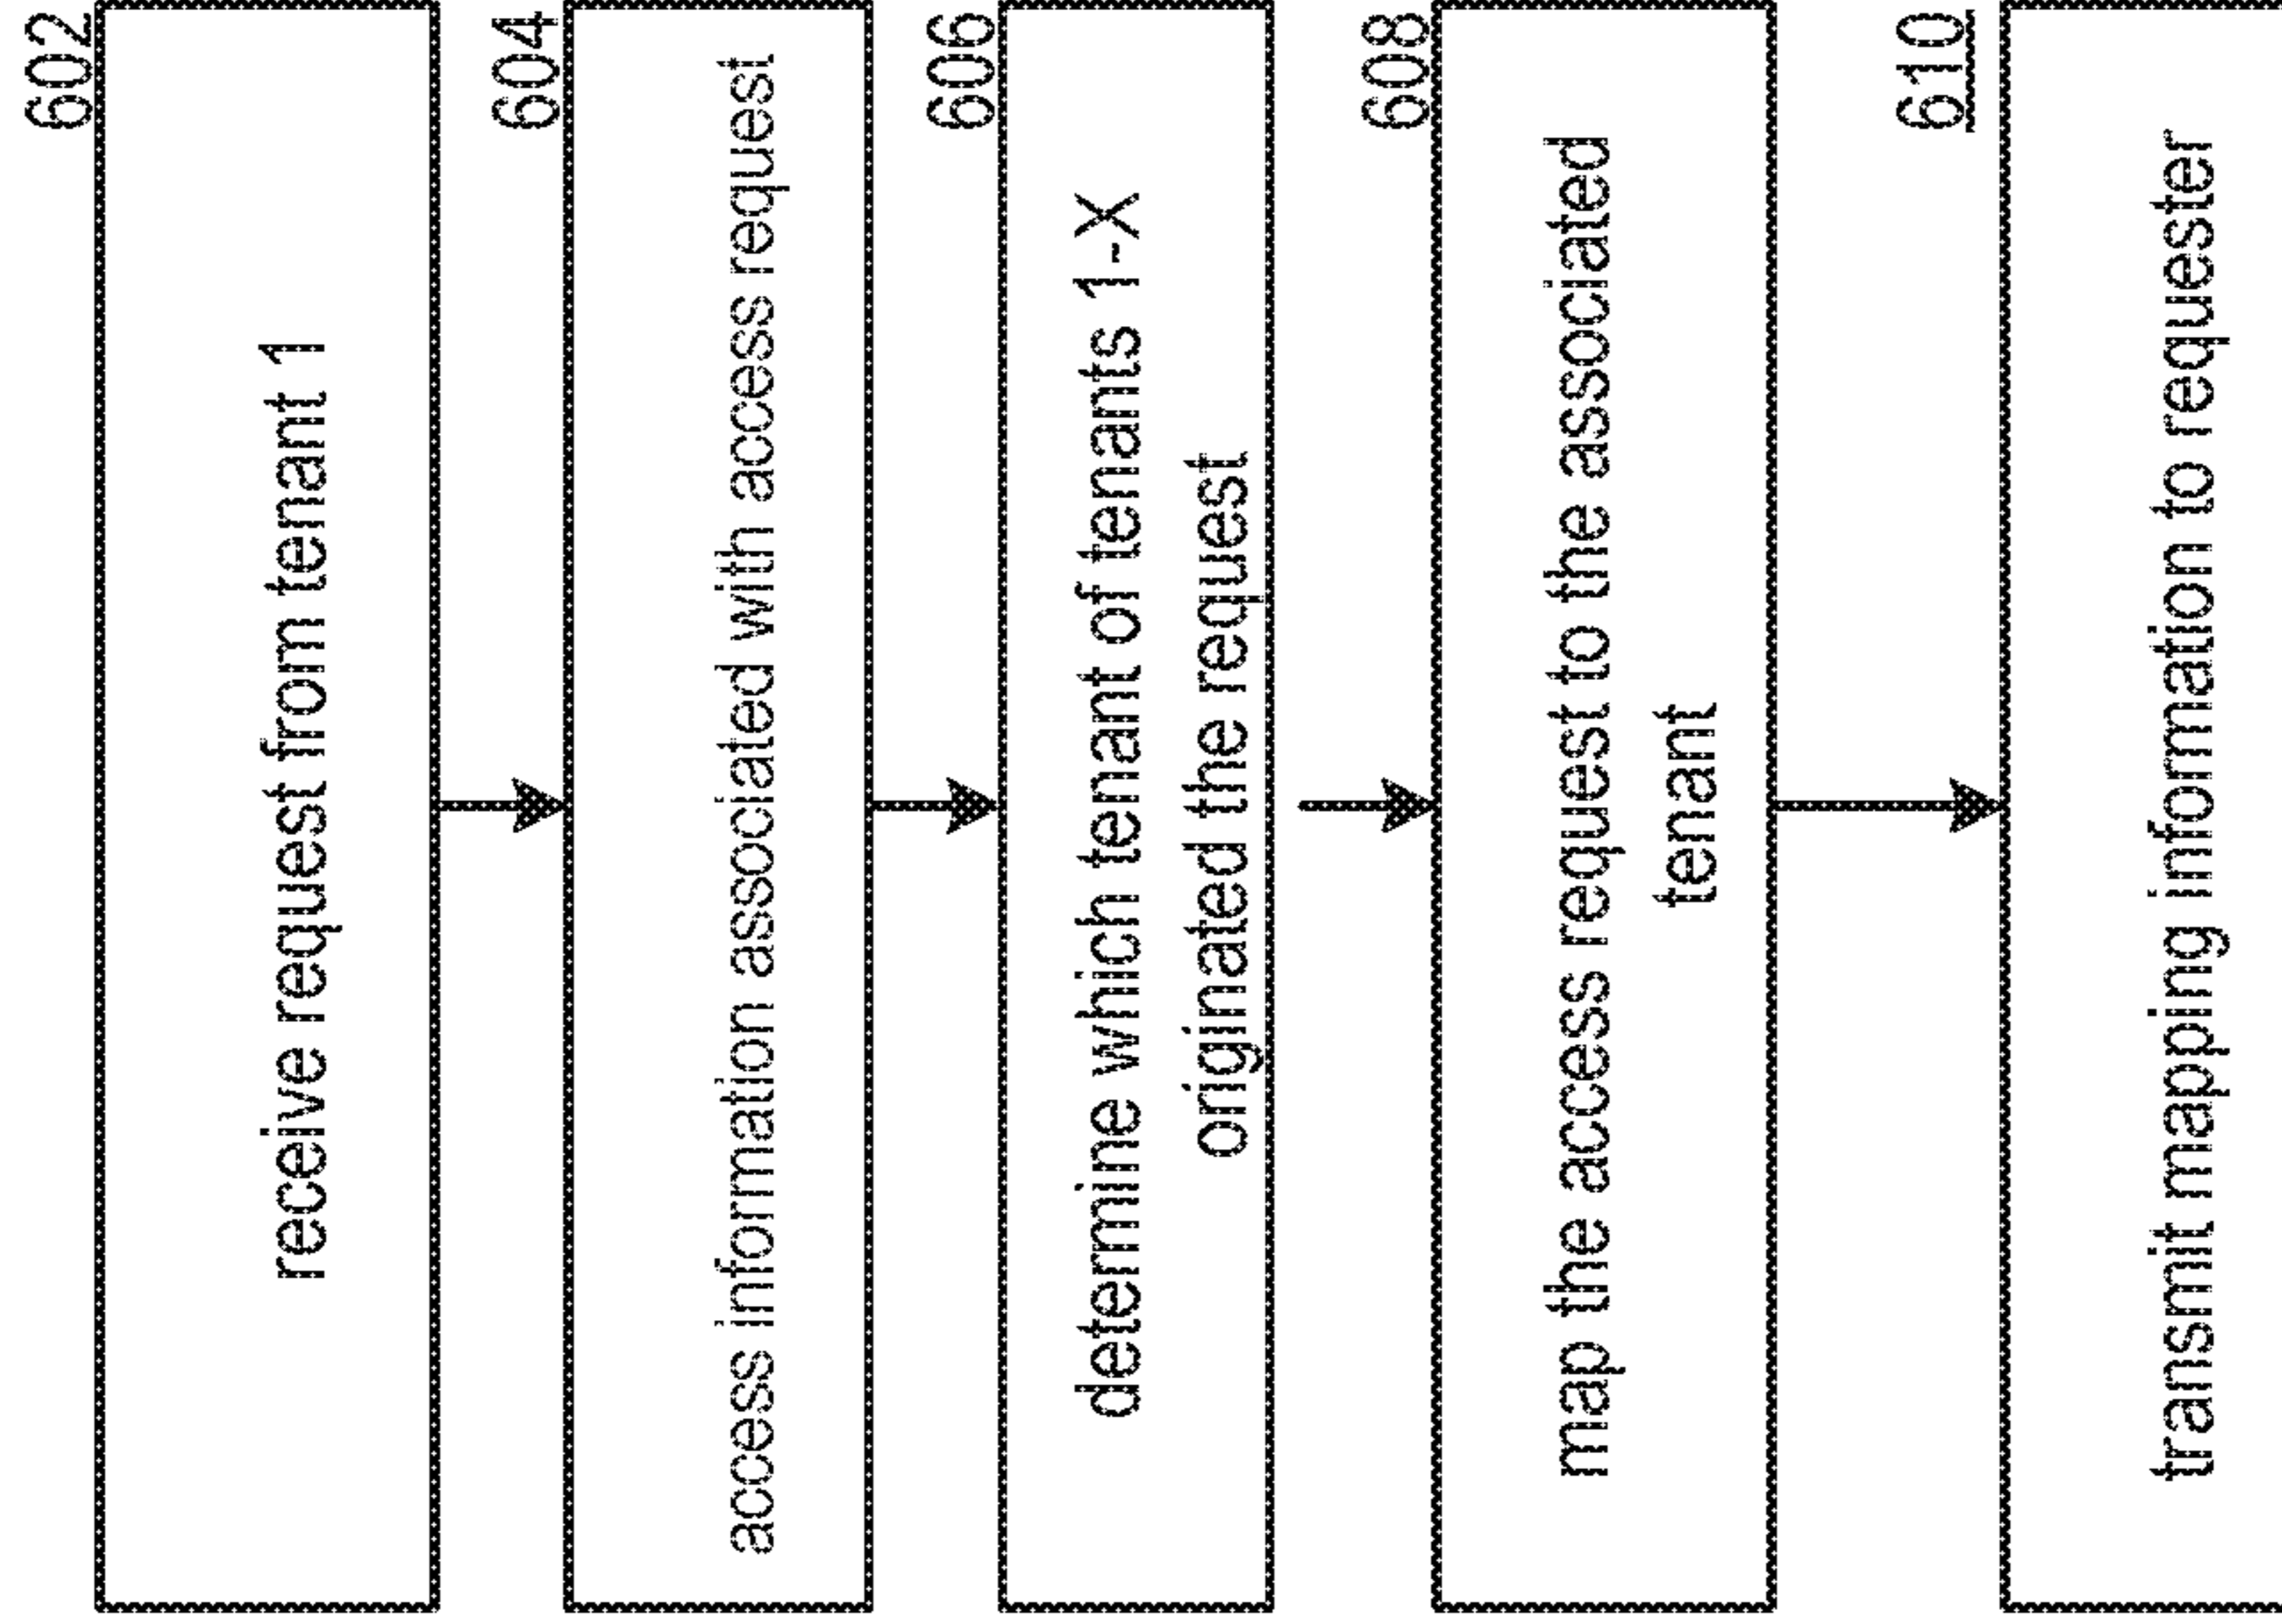 602
receive request from tenant 1
604
access information associated with access request
606
determine which tenant of tenants 1-X
originated the request
608
map the access request to the associated
tenant
610
transmit mapping information to requester